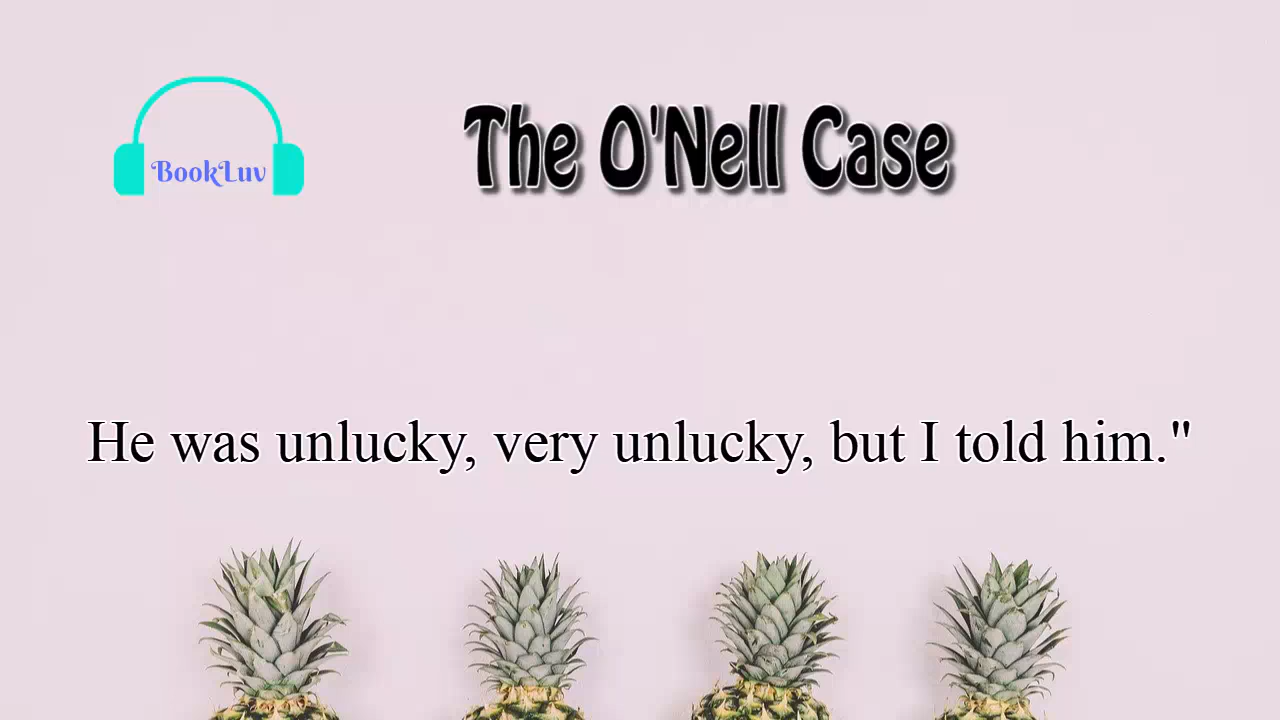 BookLuv
The O'Nell Case
He was unlucky, very unlucky, but I told him."